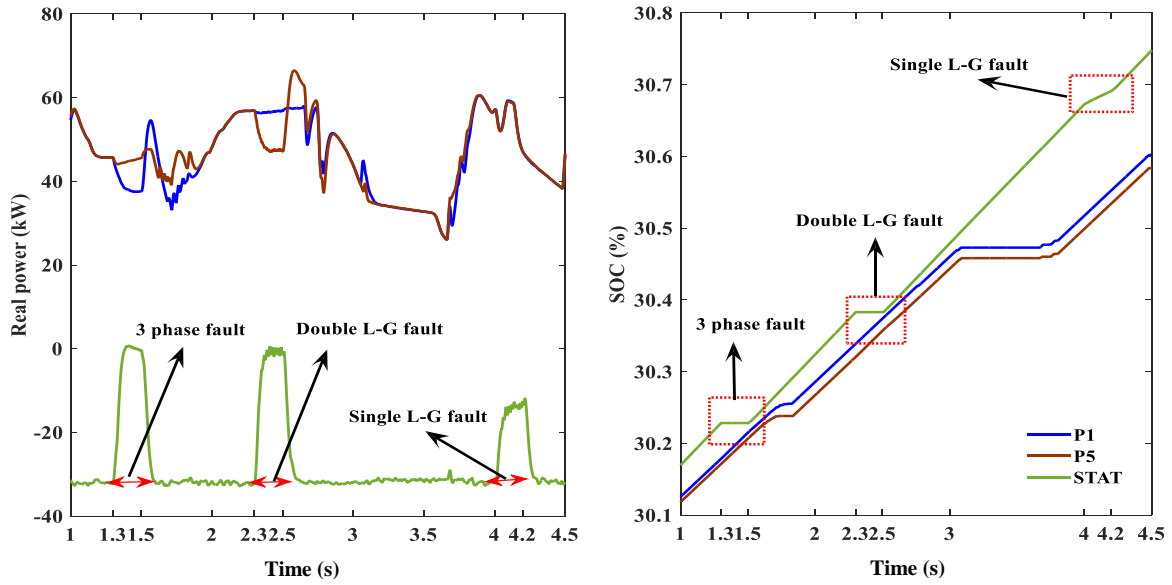 80
60
40
20
0
-20
-40
Real power (kW)
3 phase fault
Double L-G fault
Single L-G fault
1
1.31.5
2
2.32.5
3
3.5
4
4.2
4.5
Time (s)
30.8
30.7
30.6
30.5
30.4
30.3
30.2
30.1
SOC (%)
Single L-G fault
Double L-G fault
3 phase fault
P1
P5
STAT
1
1.31.5
2
2.32.5
3
4
4.2
4.5
Time (s)